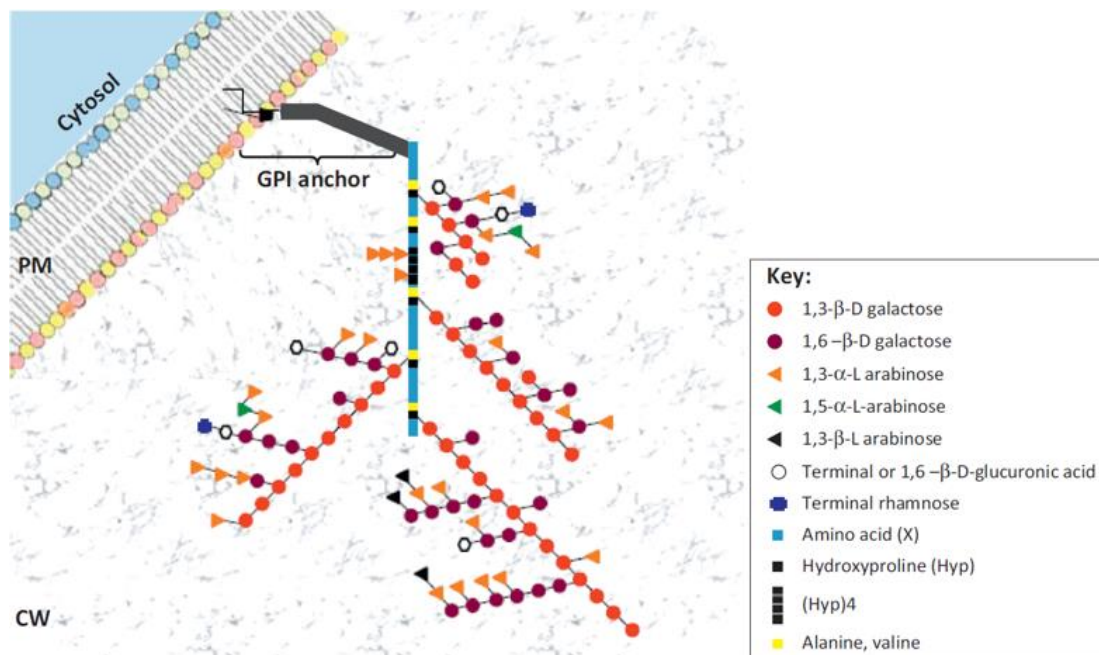 Cytosol
GPI anchor
PM
CW
Key:
1,3-β-D galactose
1,6 –β-D galactose
1,3-α-L arabinose
1,5-α-L-arabinose
1,3-β-L arabinose
Terminal or 1,6 –β-D-glucuronic acid
Terminal rhamnose
Amino acid (X)
Hydroxyproline (Hyp)
(Hyp)4
Alanine, valine